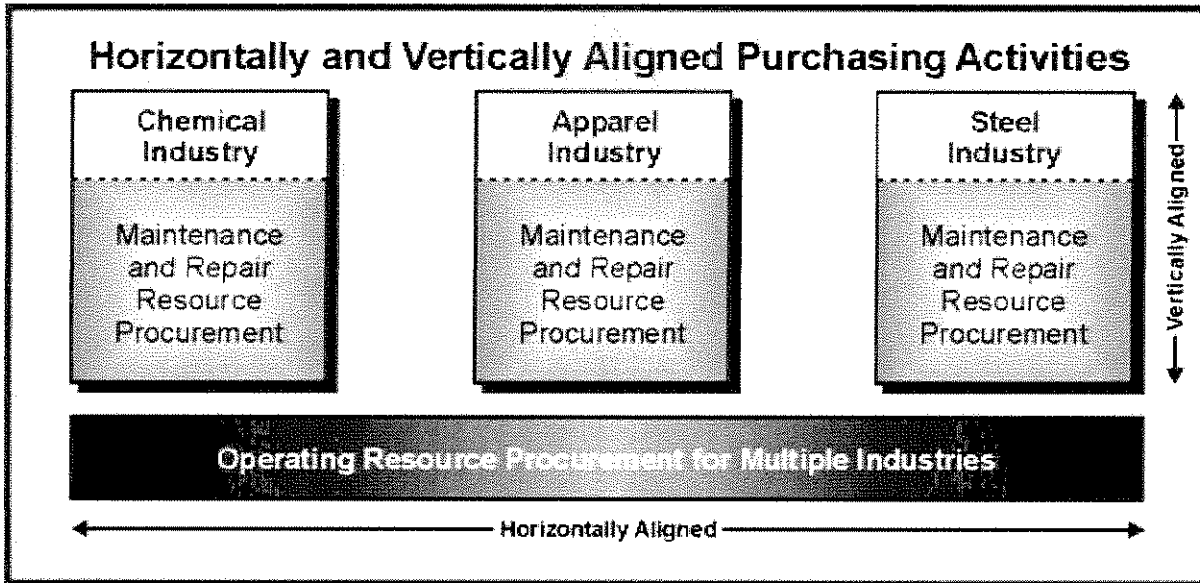 Horizontally and Vertically Aligned Purchasing Activities
Chemical
Industry
Maintenance
and Repair
Resource
Procurement
Apparel
Industry
Maintenance
and Repair
Resource
Procurement
Steel
Industry
Maintenance
and Repair
Resource
Procurement
Vertically Aligned
Operating Resource Procurement for Multiple Industries
Horizontally Aligned